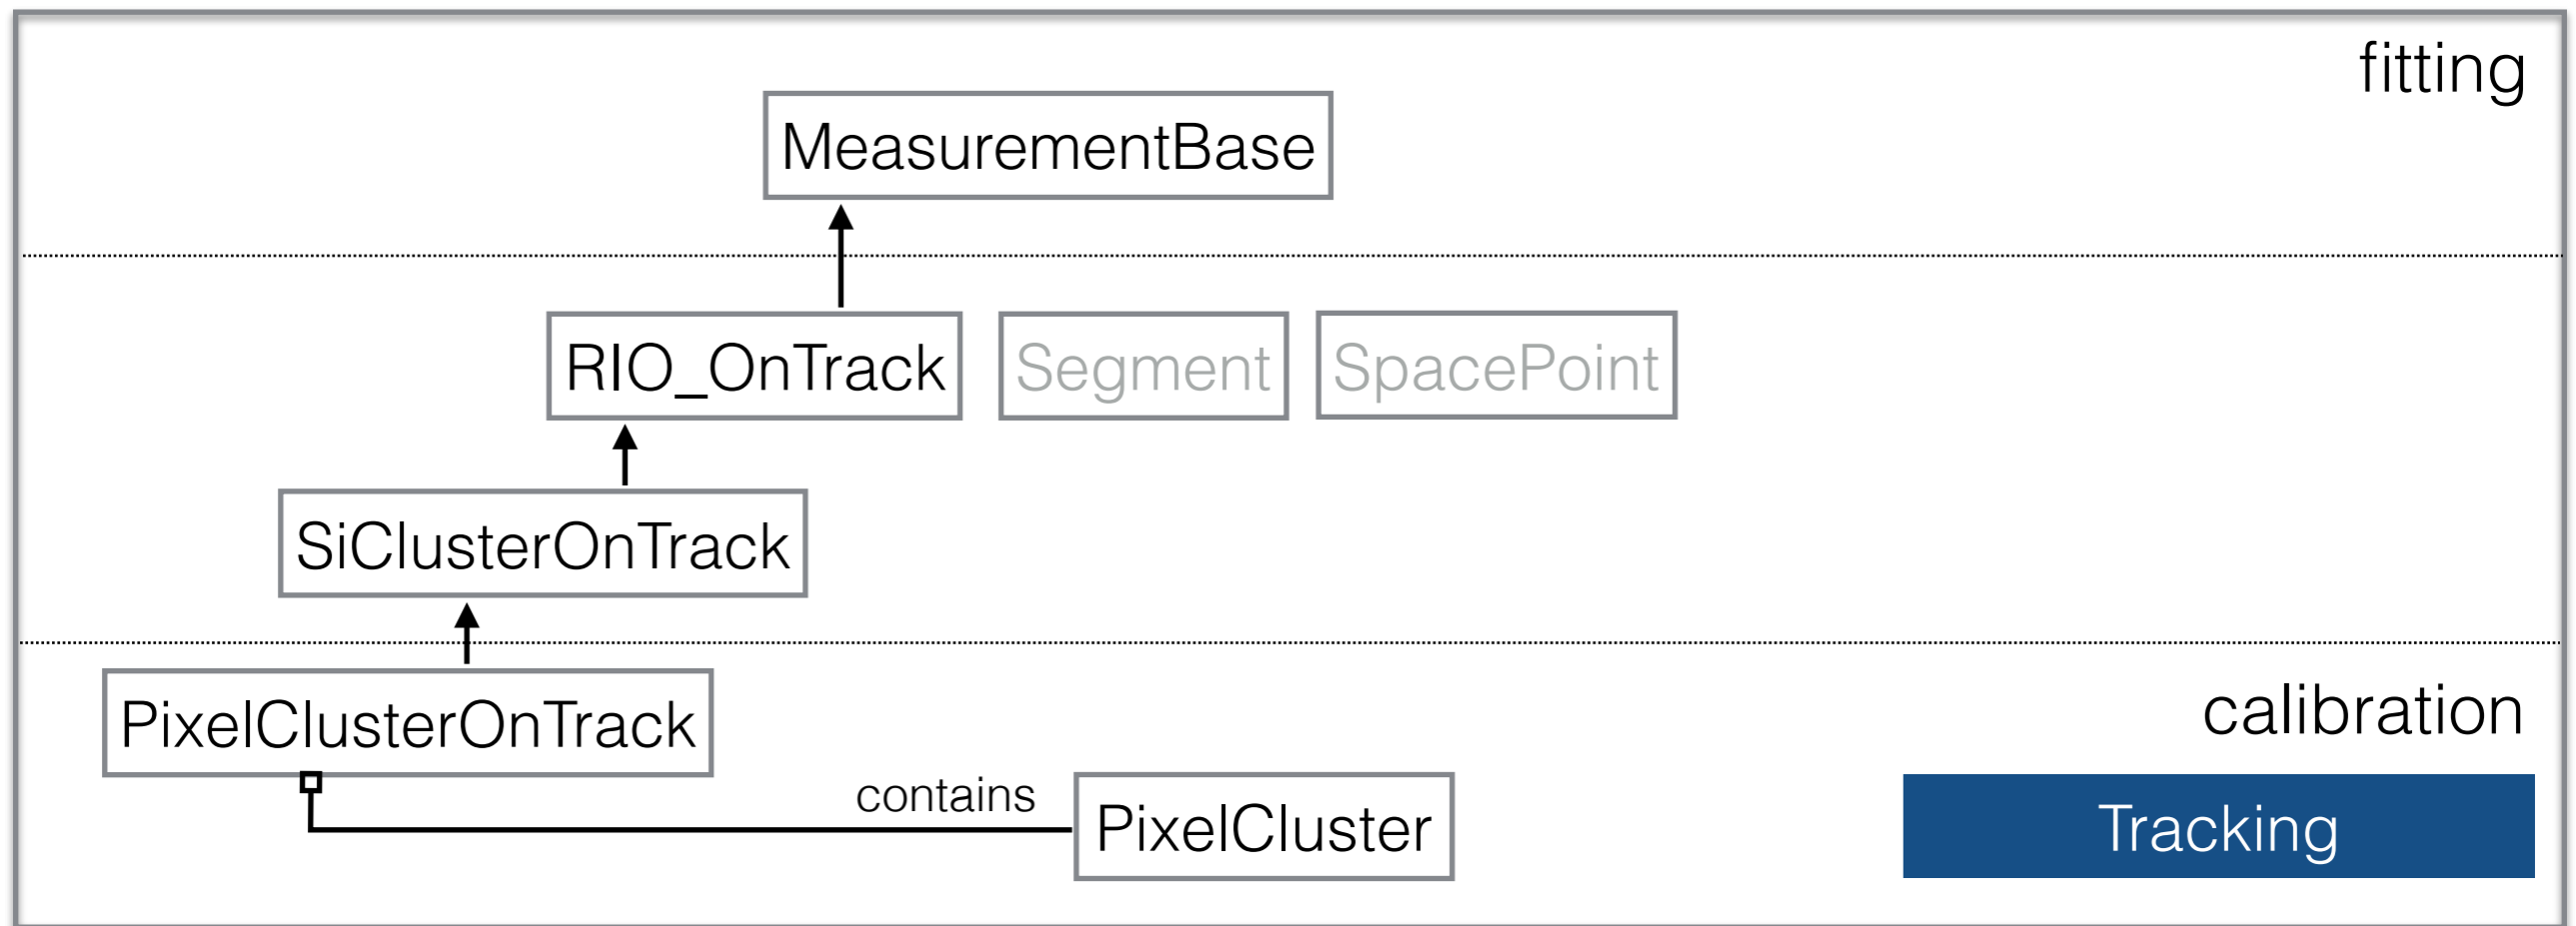 fitting
MeasurementBase
RIO_OnTrack
Segment
SpacePoint
SiClusterOnTrack
PixelClusterOnTrack
calibration
contains
PixelCluster
Tracking